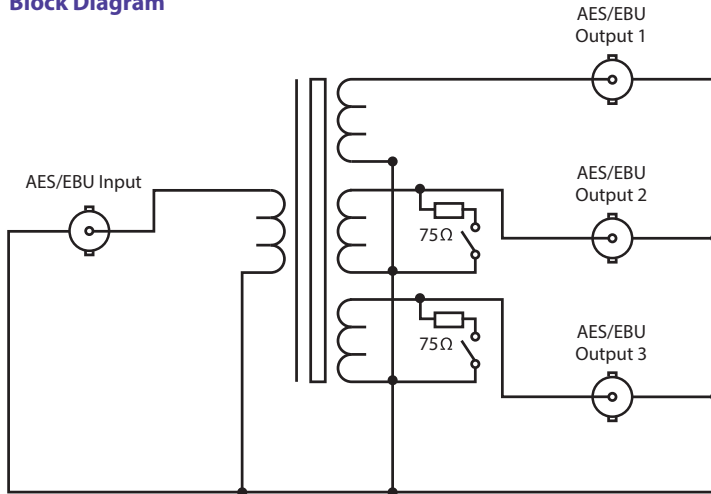 Block Diagram
AES/EBU
Output 1
AES/EBU Input
AES/EBU
Output 2
75Ω
AES/EBU
Output 3
75Ω